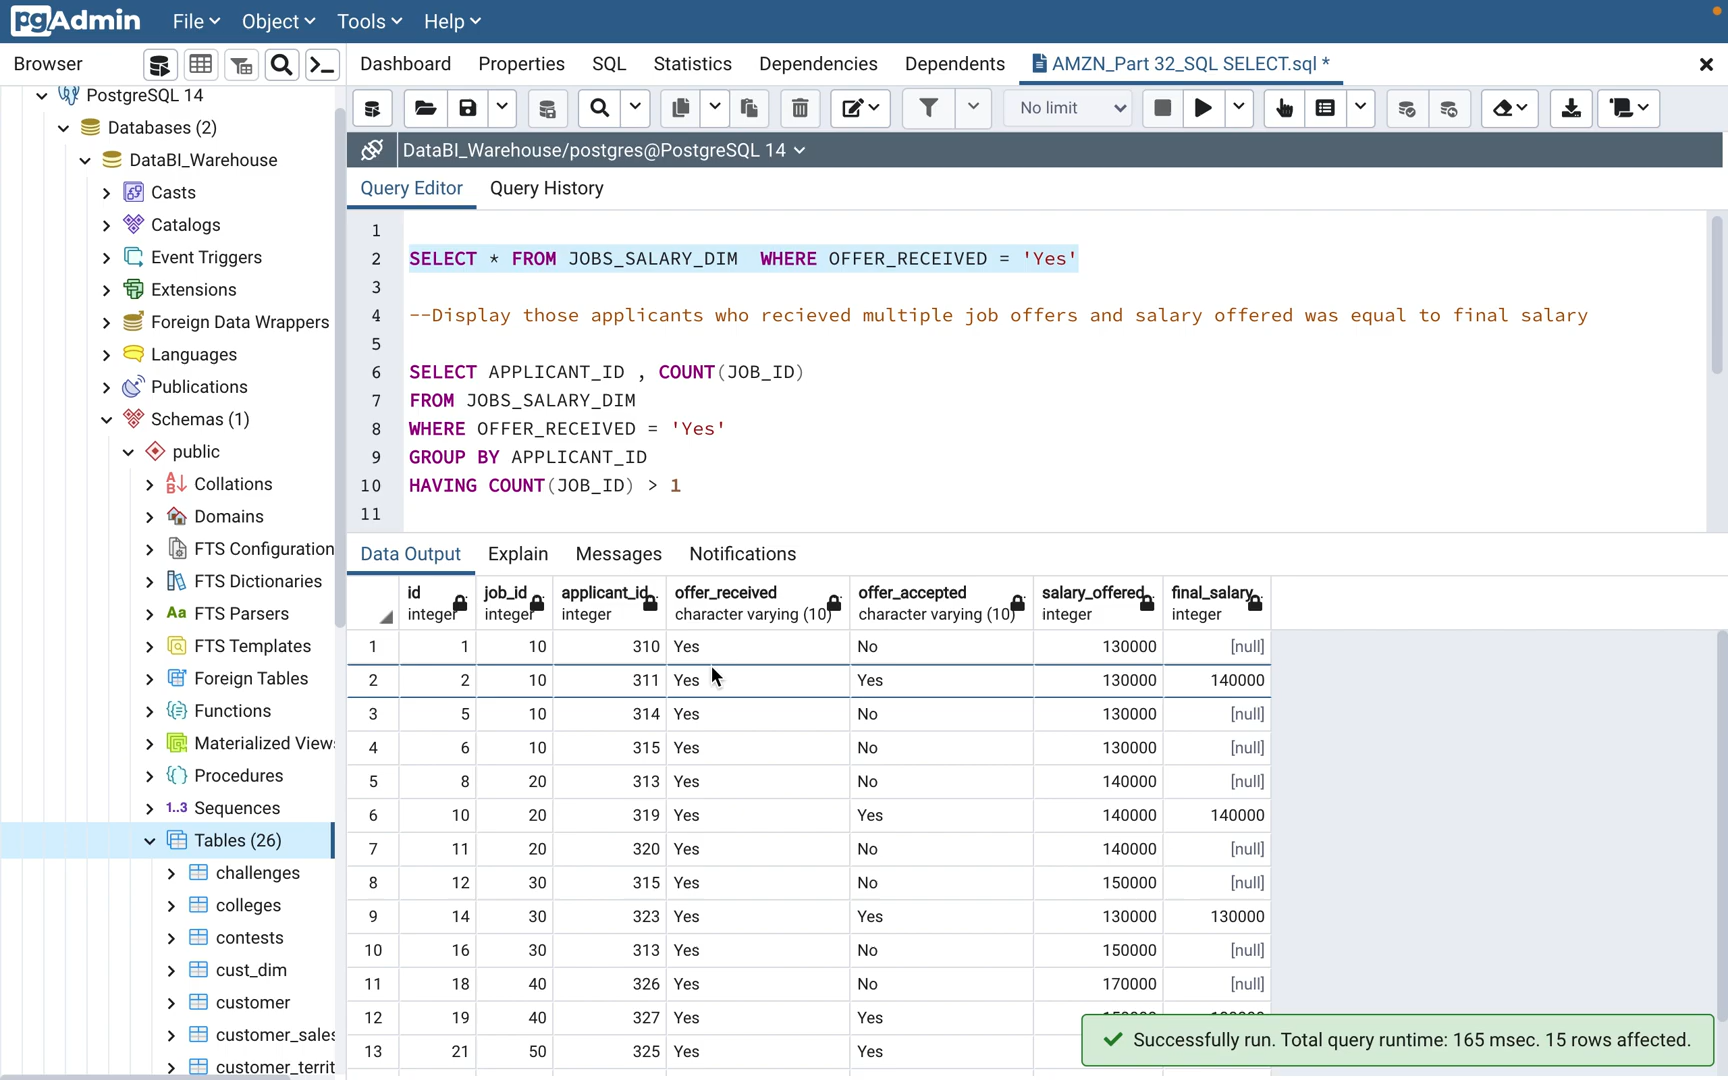 pgAdmin File Object Tools Help
Browser Dashboard Properties SQL Statistics Dependencies Dependents AMZN_Part 32_SQL SELECT.sql *
PostgreSQL 14
Databases (2)
DataBI_Warehouse
Casts
Catalogs
Event Triggers
Extensions
Foreign Data Wrappers
Languages
Publications
Schemas (1)
public
Collations
Domains
FTS Configuration
FTS Dictionaries
FTS Parsers
FTS Templates
Foreign Tables
Functions
Materialized View
Procedures
1..3 Sequences
Tables (26)
challenges
colleges
contests
cust_dim
customer
customer_sales
customer_territ
No limit
DataBI_Warehouse/postgres@PostgreSQL 14
Query Editor Query History
1
2 SELECT * FROM JOBS_SALARY_DIM WHERE OFFER_RECEIVED = 'Yes'
3
4 --Display those applicants who recieved multiple job offers and salary offered was equal to final salary
5
6 SELECT APPLICANT_ID , COUNT(JOB_ID)
7 FROM JOBS_SALARY_DIM
8 WHERE OFFER_RECEIVED = 'Yes'
9 GROUP BY APPLICANT_ID
10 HAVING COUNT(JOB_ID) > 1
11
Data Output Explain Messages Notifications
id job_id applicant_id offer_received offer_accepted salary_offered final_salary
integer integer integer character varying (10) character varying (10) integer integer
1 1 10 310 Yes No 130000 [null]
2 2 10 311 Yes Yes 130000 140000
3 5 10 314 Yes No 130000 [null]
4 6 10 315 Yes No 130000 [null]
5 8 20 313 Yes No 140000 [null]
6 10 20 319 Yes Yes 140000 140000
7 11 20 320 Yes No 140000 [null]
8 12 30 315 Yes No 150000 [null]
9 14 30 323 Yes Yes 130000 130000
10 16 30 313 Yes No 150000 [null]
11 18 40 326 Yes No 170000 [null]
12 19 40 327 Yes Yes
13 21 50 325 Yes Yes
Successfully run. Total query runtime: 165 msec. 15 rows affected.